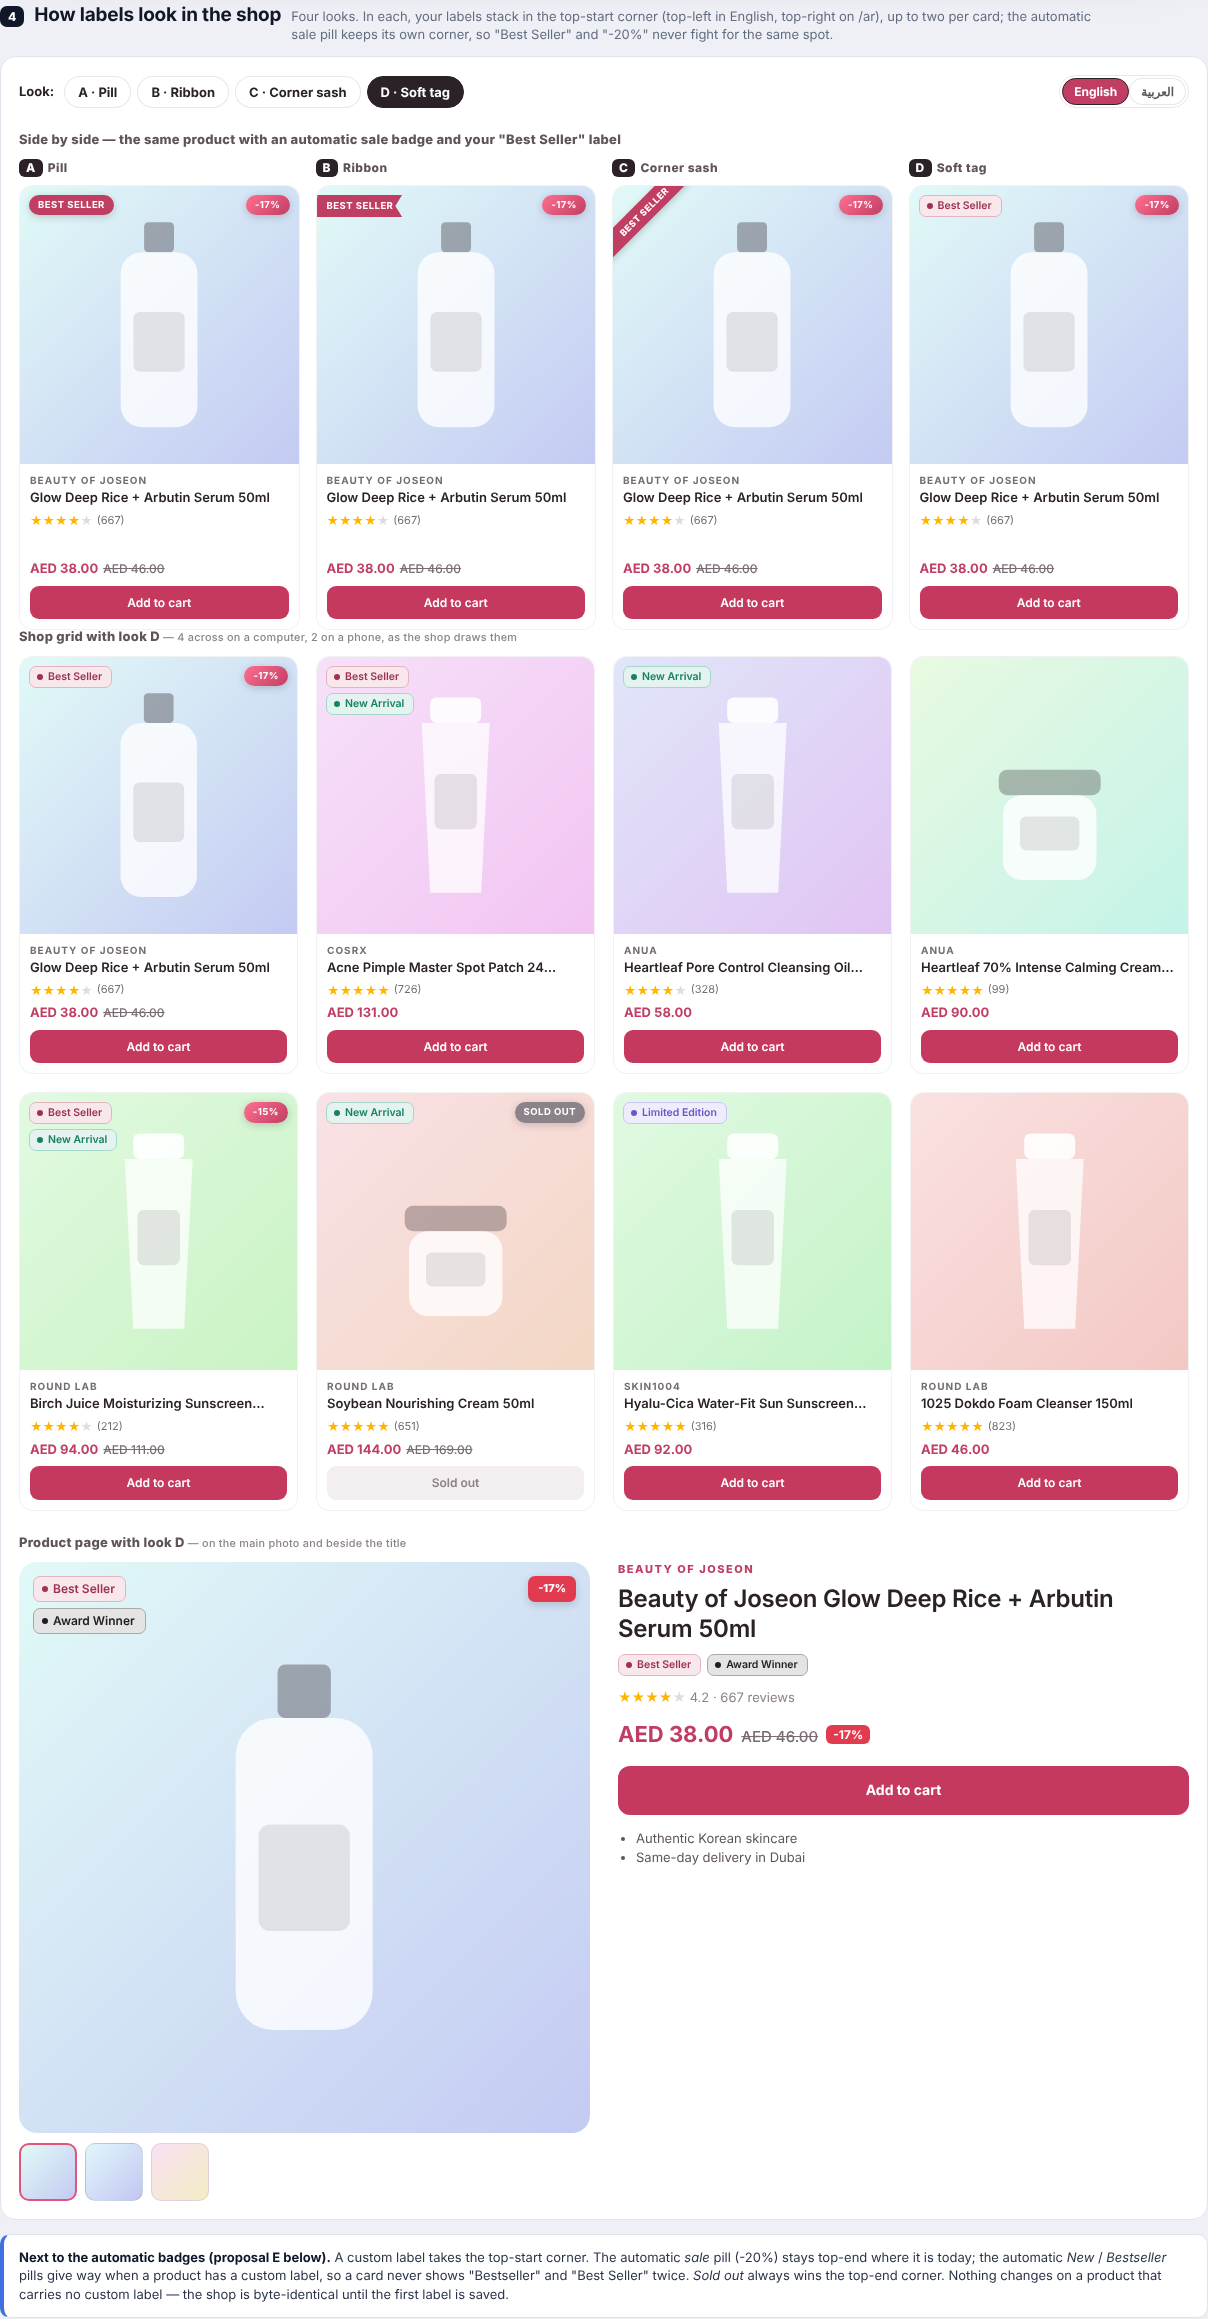 4 How labels look in the shop
Four looks. In each, your labels stack in the top-start corner (top-left in English, top-right on /ar), up to two per card; the automatic
sale pill keeps its own corner, so "Best Seller" and "-20%" never fight for the same spot.
Look: A · Pill B · Ribbon C · Corner sash D · Soft tag English العربية
Side by side — the same product with an automatic sale badge and your "Best Seller" label
A Pill B Ribbon C Corner sash D Soft tag
BEST SELLER -17% BEST SELLER -17% BEST SELLER -17% Best Seller -17%
BEAUTY OF JOSEON BEAUTY OF JOSEON BEAUTY OF JOSEON BEAUTY OF JOSEON
Glow Deep Rice + Arbutin Serum 50ml Glow Deep Rice + Arbutin Serum 50ml Glow Deep Rice + Arbutin Serum 50ml Glow Deep Rice + Arbutin Serum 50ml
★★★★★ (667) ★★★★★ (667) ★★★★★ (667) ★★★★★ (667)
AED 38.00 AED 46.00 AED 38.00 AED 46.00 AED 38.00 AED 46.00 AED 38.00 AED 46.00
Add to cart Add to cart Add to cart Add to cart
Shop grid with look D — 4 across on a computer, 2 on a phone, as the shop draws them
Best Seller -17% Best Seller New Arrival
New Arrival
BEAUTY OF JOSEON COSRX ANUA ANUA
Glow Deep Rice + Arbutin Serum 50ml Acne Pimple Master Spot Patch 24... Heartleaf Pore Control Cleansing Oil... Heartleaf 70% Intense Calming Cream...
★★★★★ (667) ★★★★★ (726) ★★★★★ (328) ★★★★★ (99)
AED 38.00 AED 46.00 AED 131.00 AED 58.00 AED 90.00
Add to cart Add to cart Add to cart Add to cart
Best Seller -15% New Arrival SOLD OUT Limited Edition
New Arrival
ROUND LAB ROUND LAB SKIN1004 ROUND LAB
Birch Juice Moisturizing Sunscreen... Soybean Nourishing Cream 50ml Hyalu-Cica Water-Fit Sun Sunscreen... 1025 Dokdo Foam Cleanser 150ml
★★★★★ (212) ★★★★★ (651) ★★★★★ (316) ★★★★★ (823)
AED 94.00 AED 111.00 AED 144.00 AED 169.00 AED 92.00 AED 46.00
Add to cart Sold out Add to cart Add to cart
Product page with look D — on the main photo and beside the title
Best Seller -17%
Award Winner
BEAUTY OF JOSEON
Beauty of Joseon Glow Deep Rice + Arbutin
Serum 50ml
Best Seller Award Winner
★★★★★ 4.2 · 667 reviews
AED 38.00 AED 46.00 -17%
Add to cart
• Authentic Korean skincare
• Same-day delivery in Dubai
Next to the automatic badges (proposal E below). A custom label takes the top-start corner. The automatic sale pill (-20%) stays top-end where it is today; the automatic New / Bestseller
pills give way when a product has a custom label, so a card never shows "Bestseller" and "Best Seller" twice. Sold out always wins the top-end corner. Nothing changes on a product that
carries no custom label — the shop is byte-identical until the first label is saved.